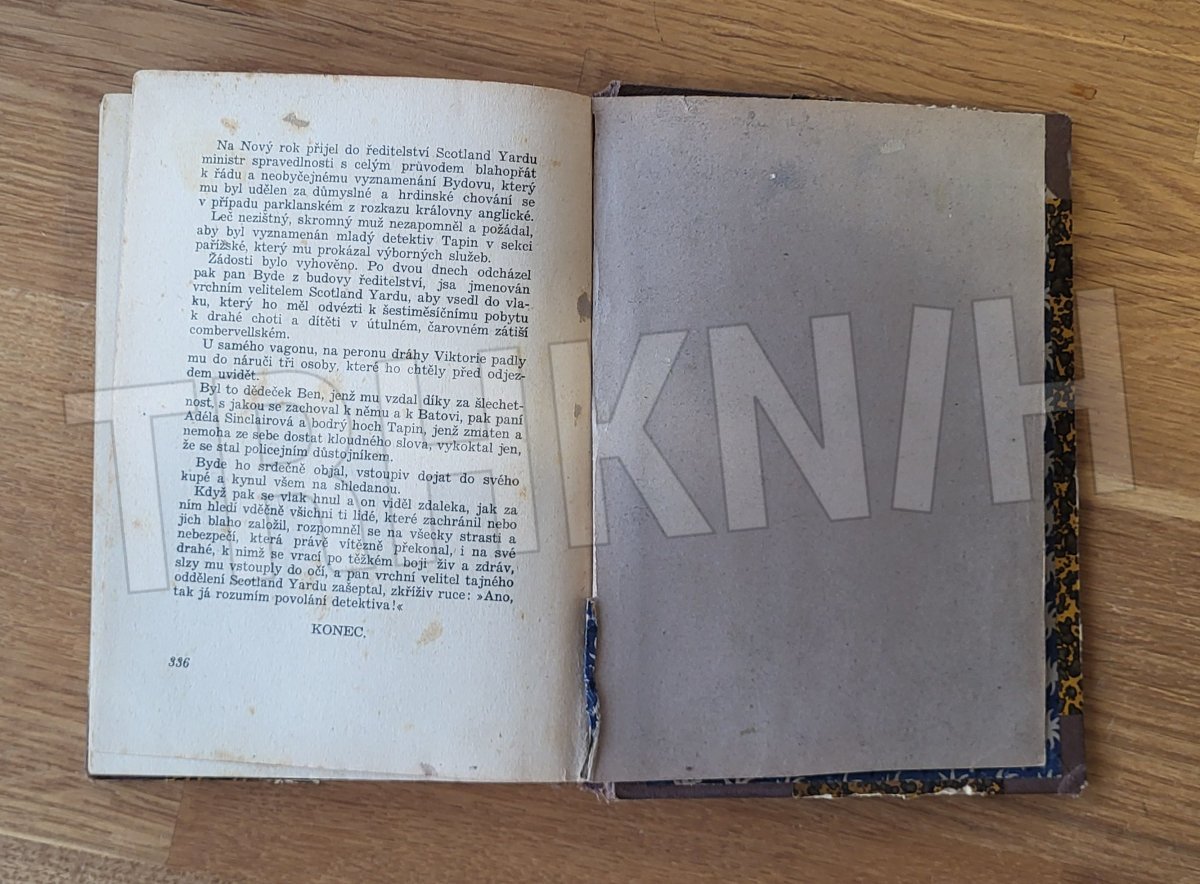 Na Nový rok přijel do ředitelství Scotland Yardu
ministr spravedlnosti s celým průvodem blahopřát
k řádu a neobyčejnému vyznamenání Bydovu, který
mu byl udělen za důmyslné a hrdinské chování se
v případu parklanském z rozkazu královny anglické.
Leč nezištný, skromný muž nezapomněl a požádal,
aby byl vyznamenán mladý detektiv Tapin v sekci
pařížské, který mu prokázal výborných služeb.
Žádosti bylo vyhověno. Po dvou dnech odcházel
pak pan Byde z budovy ředitelství, jsa jmenován
vrchním velitelem Scotland Yardu, aby vsedl do vla-
ku, který ho měl odvézti k šestiměsíčnímu pobytu
k drahé choti a dítěti v útulném, čarovném zátiší
combervellském.
U samého vagonu, na peronu dráhy Viktorie padly
mu do náruči tři osoby, které ho chtěly před odjez-
dem uvidět.
Byl to dědeček Ben, jenž mu vzdal díky za šlechet-
nost, s jakou se zachoval k němu a k Batovi, pak paní
Adéla Sinclairová a bodrý hoch Tapin, jenž zmaten a
nemoha ze sebe dostat kloudného slova, vykoktal jen,
že se stal policejním důstojníkem.
Byde ho srdečně objal, vstoupiv dojat do svého
kupé a kynul všem na shledanou.
Když pak se vlak hnul a on viděl zdaleka, jak za
ním hledí vděčně všichni ti lidé, které zachránil nebo
jich blaho založil, rozpomněl se na všecky strasti a
nebezpečí, která právě vítězně překonal, i na své
drahé, k nimž se vrací po těžkém boji živ a zdráv,
slzy mu vstouply do očí, a pan vrchní velitel tajného
oddělení Scotland Yardu zašeptal, zkříživ ruce: »Ano,
tak já rozumím povolání detektiva!«
KONEC.
336
TRHKNIH